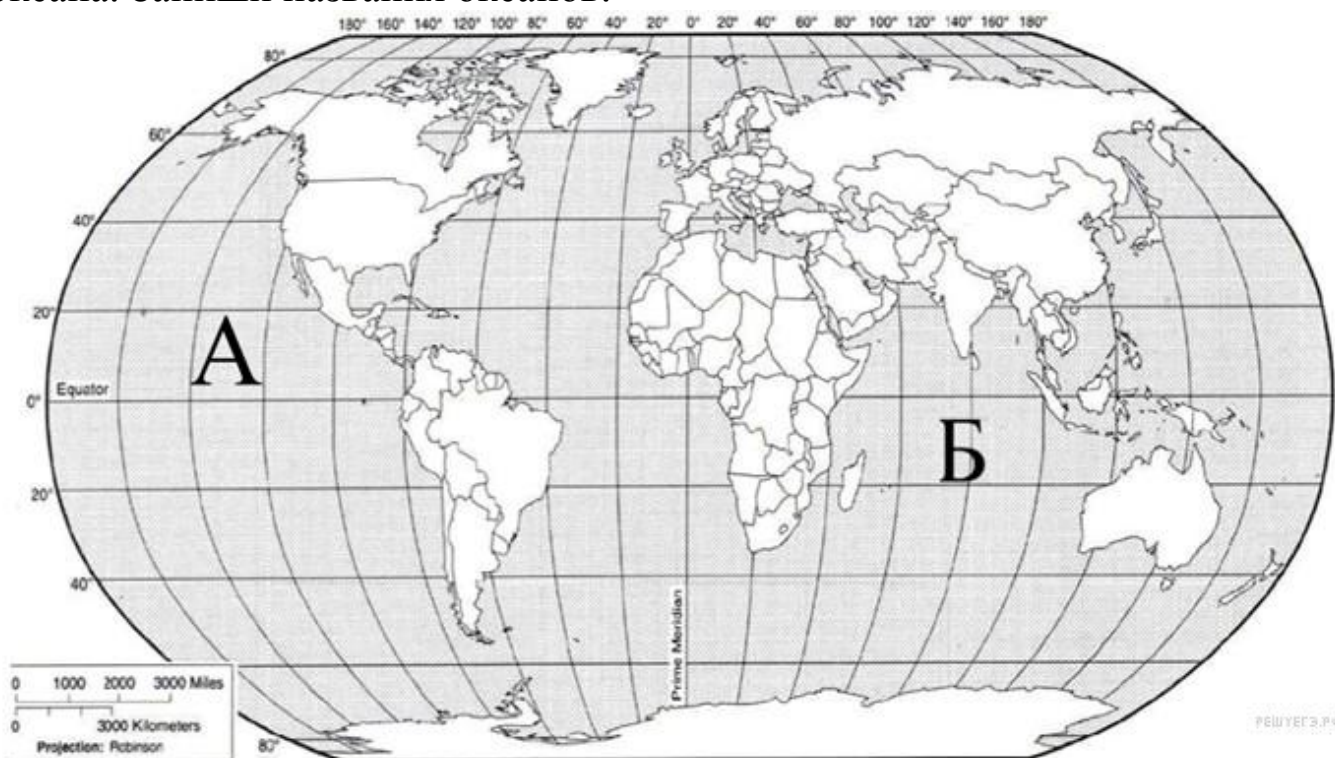 180° 160° 140° 120° 100° 80° 60° 40° 20° 0° 20° 40° 60° 80° 100° 120° 140° 160° 180°
80°
60°
40°
20°
А
Equator
0°
Б
20°
40°
Prime Meridian
0 1000 2000 3000 Miles
0 3000 Kilometers
Projection: Robinson
80°